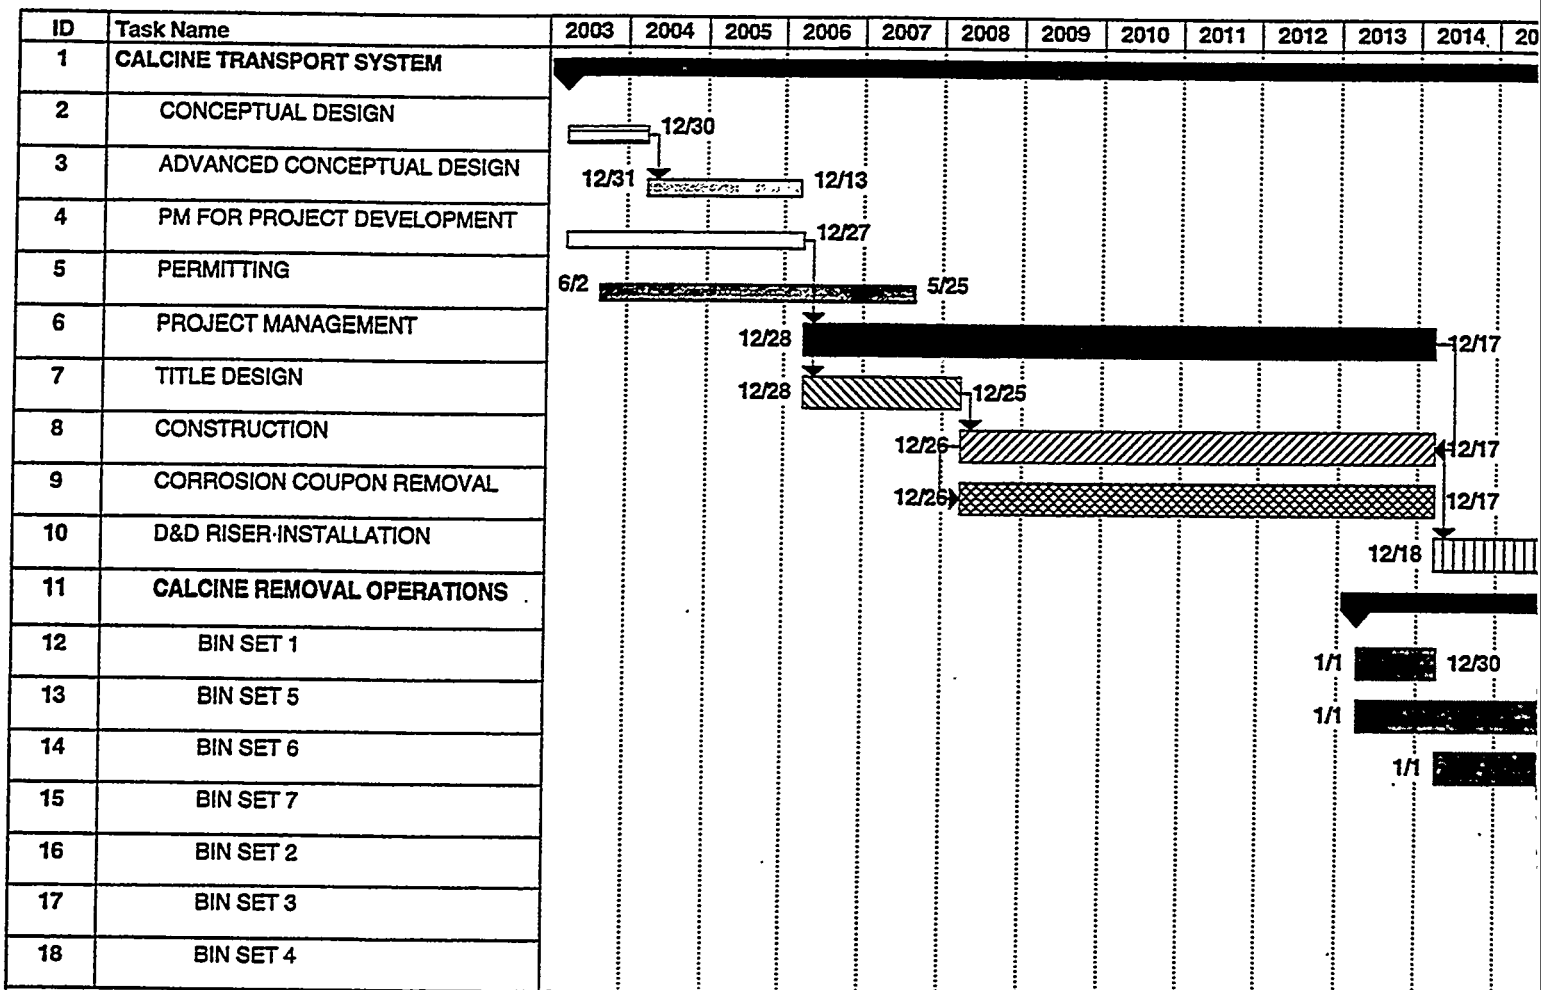 ID Task Name 2003 2004 2005 2006 2007 2008 2009 2010 2011 2012 2013 2014 20
1 CALCINE TRANSPORT SYSTEM
2 CONCEPTUAL DESIGN 12/30
3 ADVANCED CONCEPTUAL DESIGN 12/31 12/13
4 PM FOR PROJECT DEVELOPMENT 12/27
5 PERMITTING 6/2 5/25
6 PROJECT MANAGEMENT 12/28 12/17
7 TITLE DESIGN 12/28 12/25
8 CONSTRUCTION 12/26 12/17
9 CORROSION COUPON REMOVAL 12/26 12/17
10 D&D RISER INSTALLATION 12/18
11 CALCINE REMOVAL OPERATIONS
12 BIN SET 1 1/1 12/30
13 BIN SET 5 1/1
14 BIN SET 6 1/1
15 BIN SET 7
16 BIN SET 2
17 BIN SET 3
18 BIN SET 4